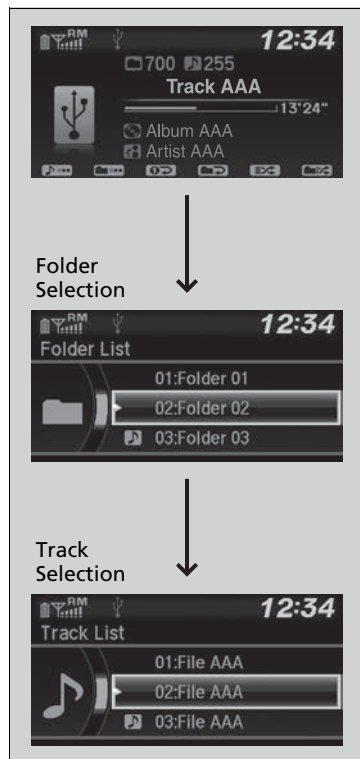 RM
12:34
700 255
Track AAA
13'24"
Album AAA
Artist AAA
Folder
Selection
RM
12:34
Folder List
01:Folder 01
02:Folder 02
03:Folder 03
Track
Selection
RM
12:34
Track List
01:File AAA
02:File AAA
03:File AAA